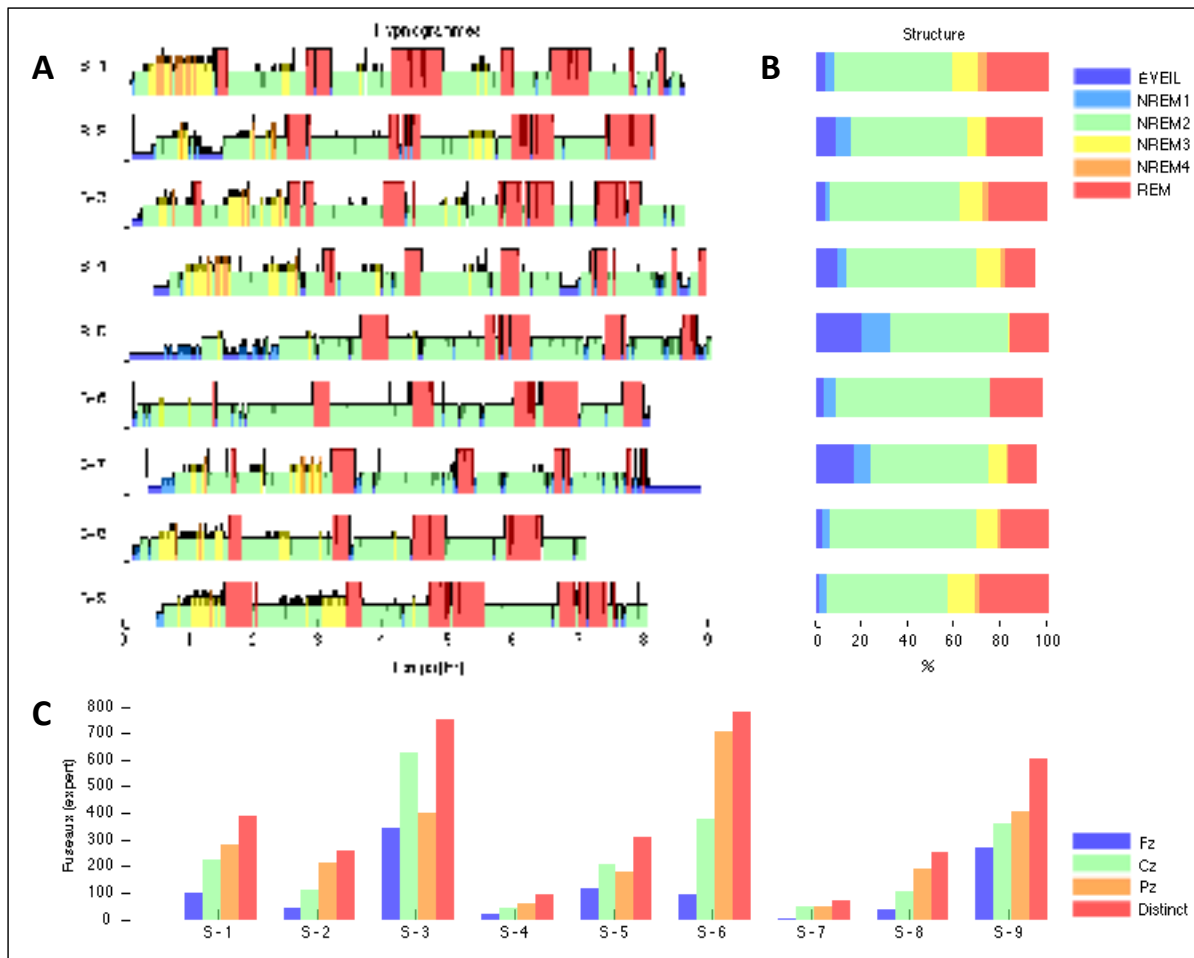 A
B
Structure
ÉVEIL
NREM1
NREM2
NREM3
NREM4
REM
0 1 2 3 4 5 6 7 8
0 20 40 60 80 100
%
C
Fuseaux (expert)
800
700
600
500
400
300
200
100
0
S-1 S-2 S-3 S-4 S-5 S-6 S-7 S-8 S-9
Fz
Cz
Pz
Distinct